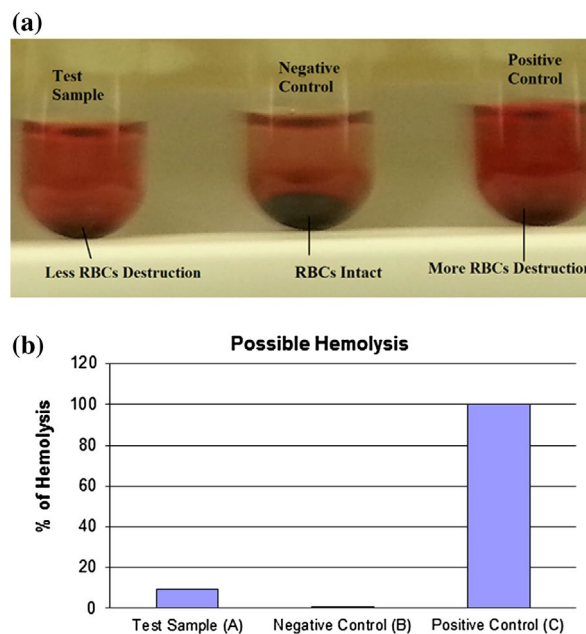 (a)
Test
Sample
Negative
Control
Positive
Control
Less RBCs Destruction
RBCs Intact
More RBCs Destruction
(b)
Possible Hemolysis
% of Hemolysis
120
100
80
60
40
20
0
Test Sample (A)
Negative Control (B)
Positive Control (C)